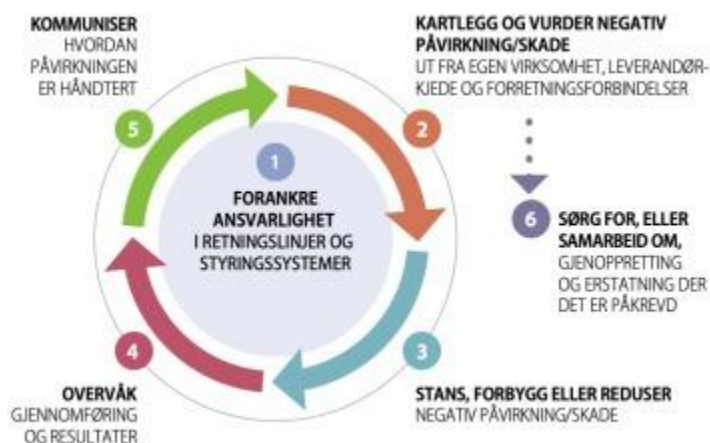 KOMMUNISER
HVORDAN
PÅVIRKNINGEN
ER HÅNDTERT
5
KARTLEGG OG VURDER NEGATIV
PÅVIRKNING/SKADE
UT FRA EGEN VIRKSOMHET, LEVERANDØR-
KJEDE OG FORRETNINGSFORBINDELSER
2
1
FORANKRE
ANSVARLIGHET
I RETNINGSLINJER OG
STYRINGSSYSTEMER
6
SØRG FOR, ELLER
SAMARBEID OM,
GJENOPPRETTING
OG ERSTATNING DER
DET ER PÅKREVD
4
OVERVÅK
GJENNOMFØRING
OG RESULTATER
3
STANS, FORBYGG ELLER REDUSER
NEGATIV PÅVIRKNING/SKADE